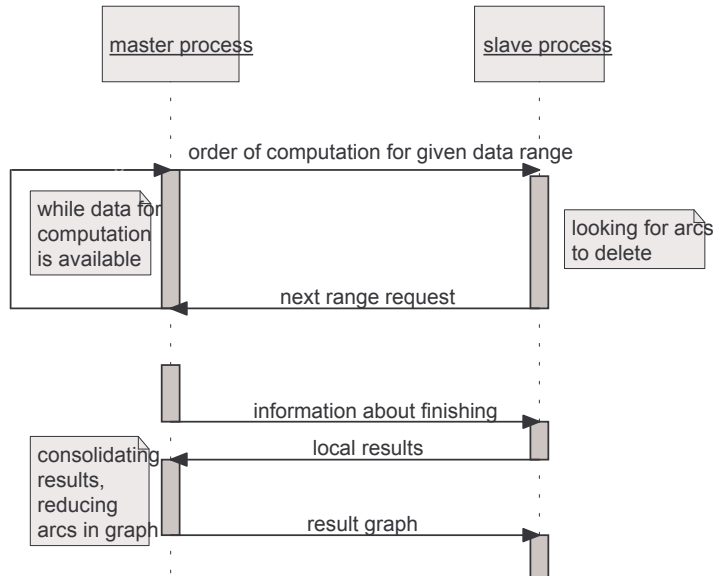 master process
slave process
order of computation for given data range
while data for
computation
is available
looking for arcs
to delete
next range request
information about finishing
local results
consolidating
results,
reducing
arcs in graph
result graph